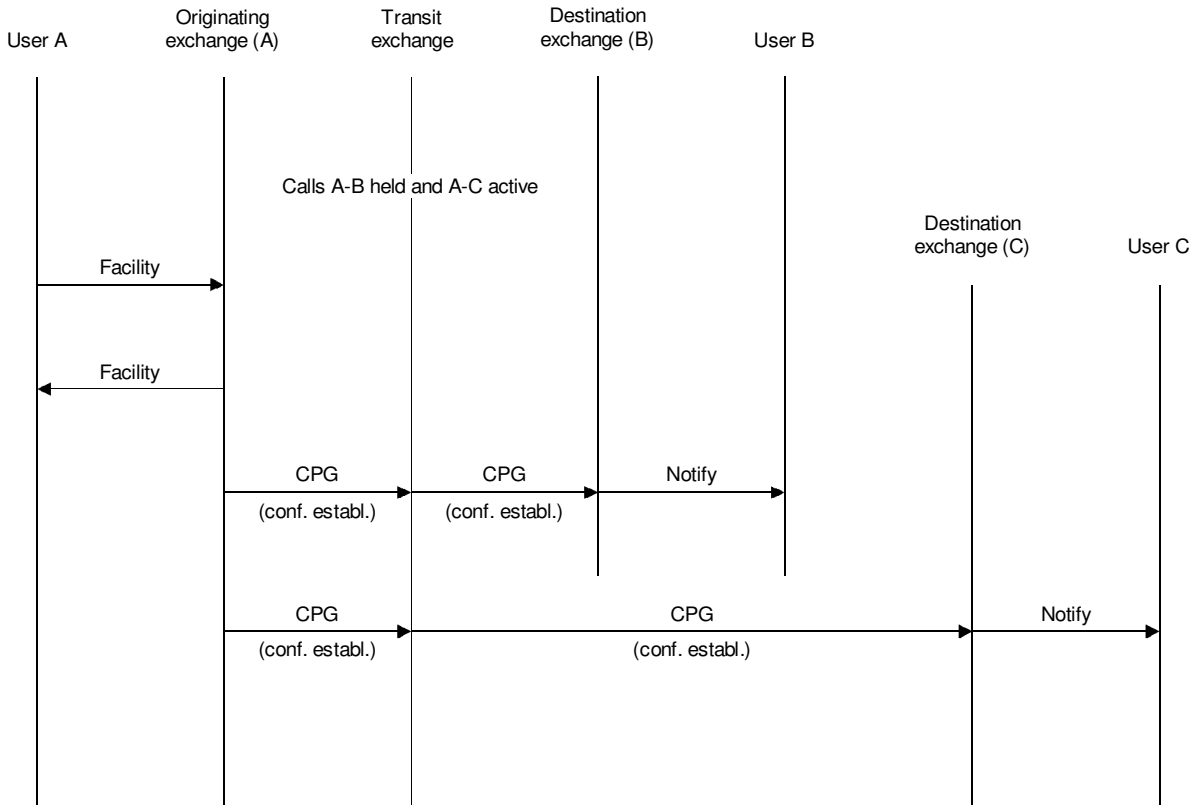 User A
Originating
exchange (A)
Transit
exchange
Destination
exchange (B)
User B
Calls A-B held and A-C active
Destination
exchange (C)
User C
Facility
Facility
CPG
CPG
Notify
(conf. establ.)
(conf. establ.)
CPG
CPG
Notify
(conf. establ.)
(conf. establ.)